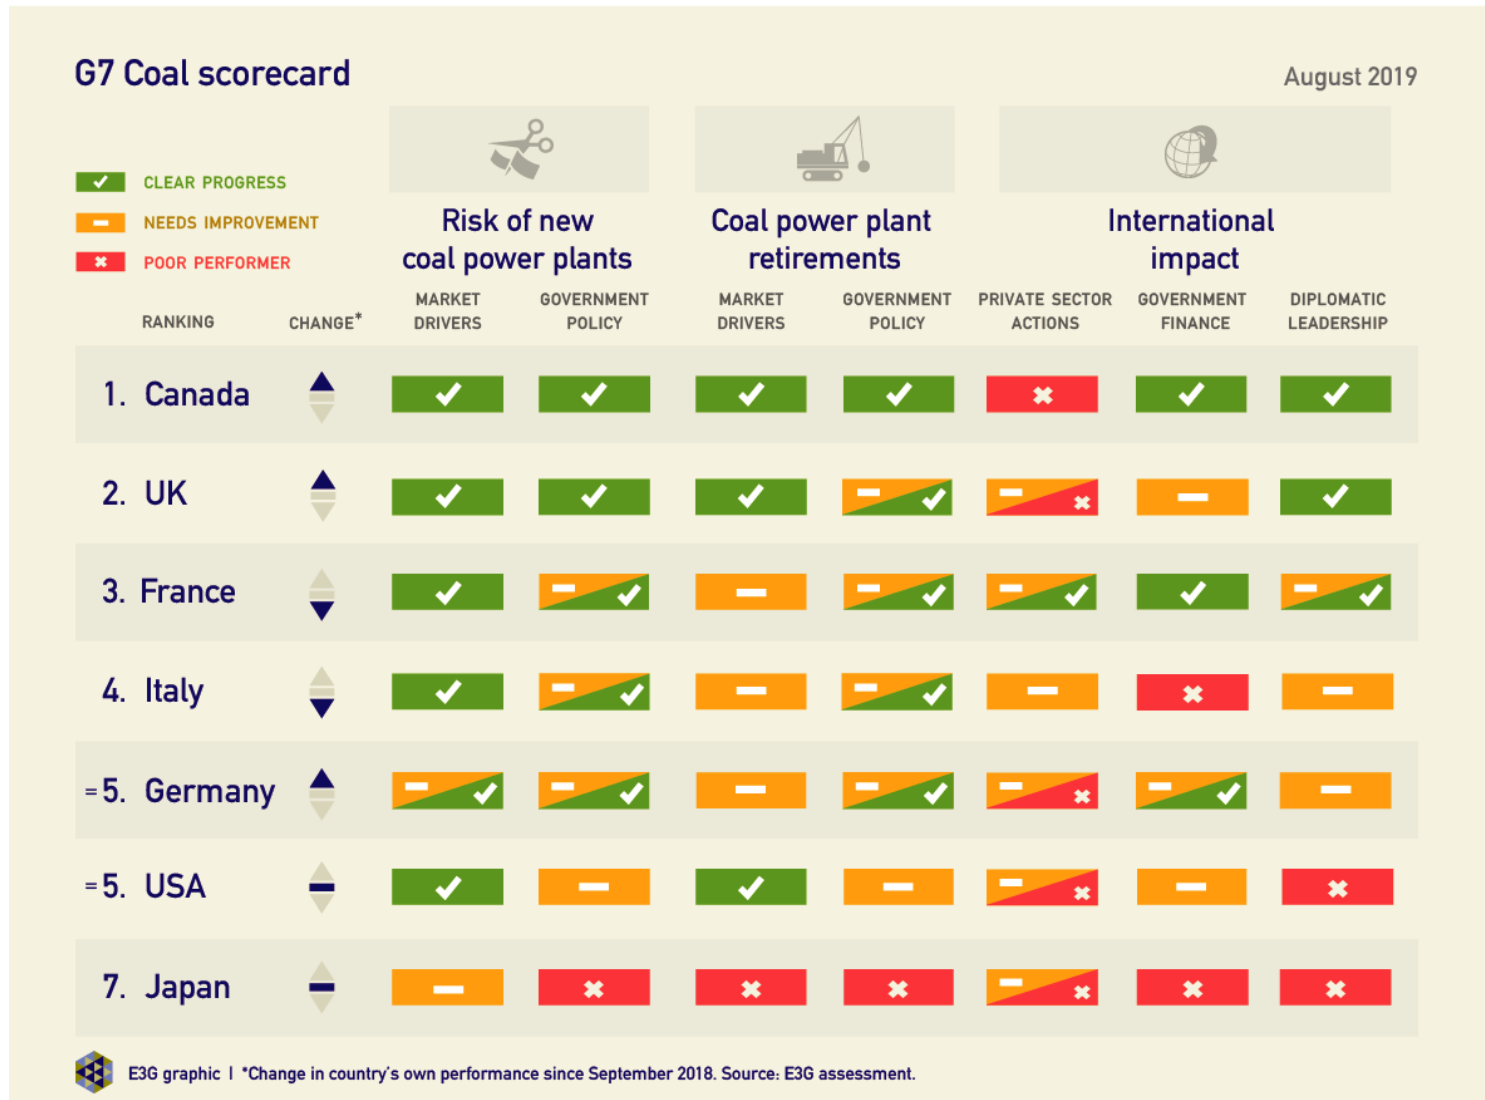 G7 Coal scorecard
August 2019
CLEAR PROGRESS
NEEDS IMPROVEMENT
POOR PERFORMER
Risk of new
coal power plants
Coal power plant
retirements
International
impact
RANKING
CHANGE*
MARKET
DRIVERS
GOVERNMENT
POLICY
MARKET
DRIVERS
GOVERNMENT
POLICY
PRIVATE SECTOR
ACTIONS
GOVERNMENT
FINANCE
DIPLOMATIC
LEADERSHIP
1. Canada
2. UK
3. France
4. Italy
=5. Germany
=5. USA
7. Japan
E3G graphic | *Change in country's own performance since September 2018. Source: E3G assessment.